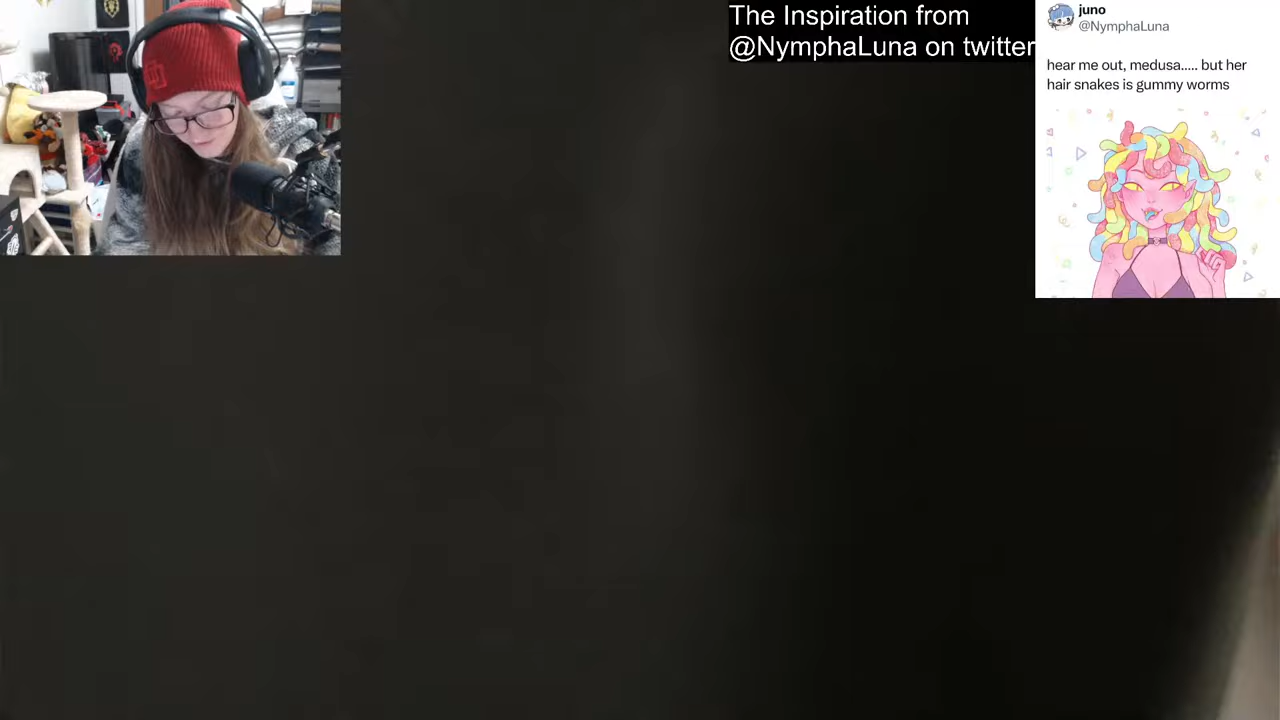 The Inspiration from
@NymphaLuna on twitter
juno
@NymphaLuna
hear me out, medusa..... but her
hair snakes is gummy worms